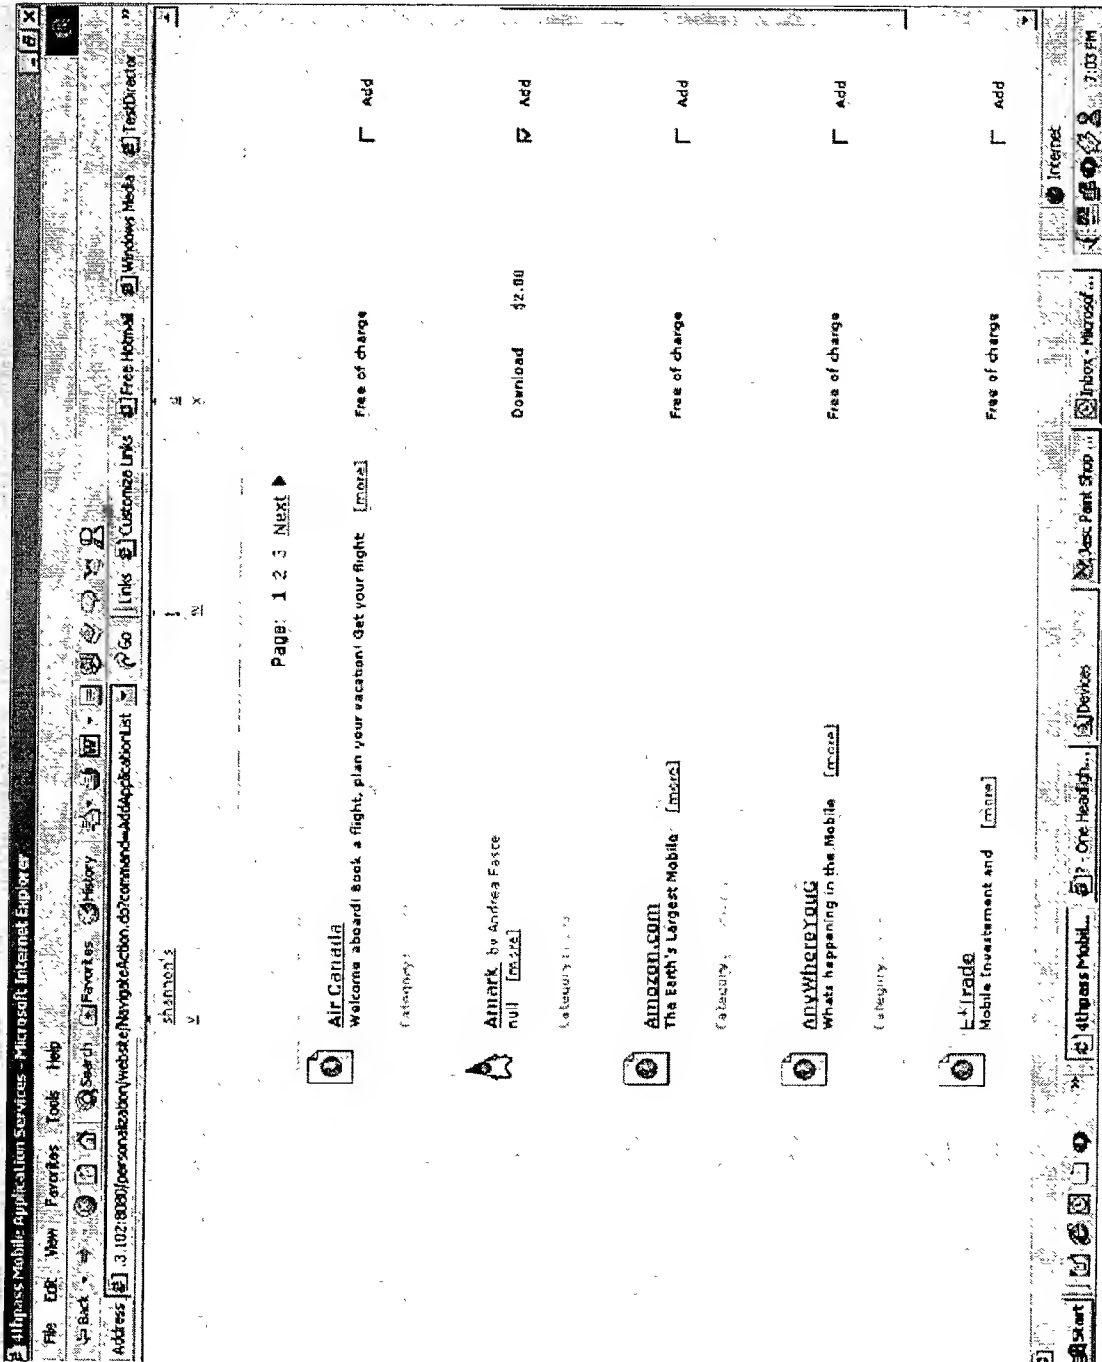 4thpass Mobile Application Services - Microsoft Internet Explorer
File Edit View Favorites Tools Help
Back Search Favorites History
Address .3.102:8080/personalization/website/NavigateAction.do?command=AddApplicationList Go Links Customize Links Free Hotmail Windows Media TestDirector »
shannon's
Page: 1 2 3 Next ▶
Air Canada
Welcome aboard! Book a flight, plan your vacation! Get your flight [more] Free of charge Add
Category:
Amark by Andrea Fasce
null [more] Download $2.00 Add
Category:
Amazon.com
The Earth's Largest Mobile [more] Free of charge Add
Category:
AnyWhereYouG
Whats happening in the Mobile [more] Free of charge Add
Category:
E*Trade
Mobile Investement and [more] Free of charge Add
Internet
Start » 4thpass Mobil... ? - One Headligh... Devices Jasc Paint Shop ... Inbox - Microsof... 7:03 PM